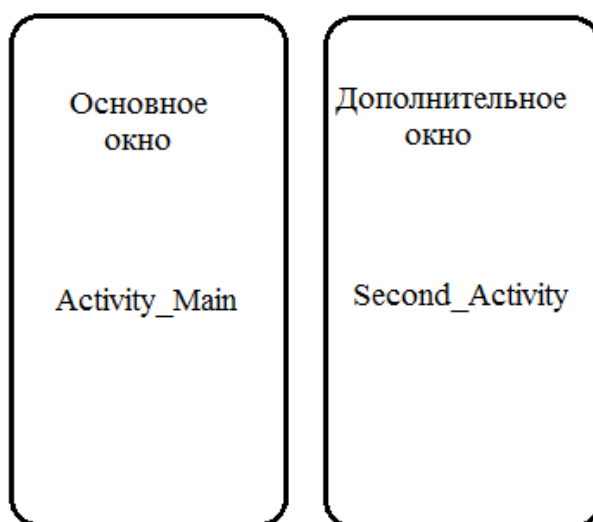 Основное
окно
Activity_Main
Дополнительное
окно
Second_Activity